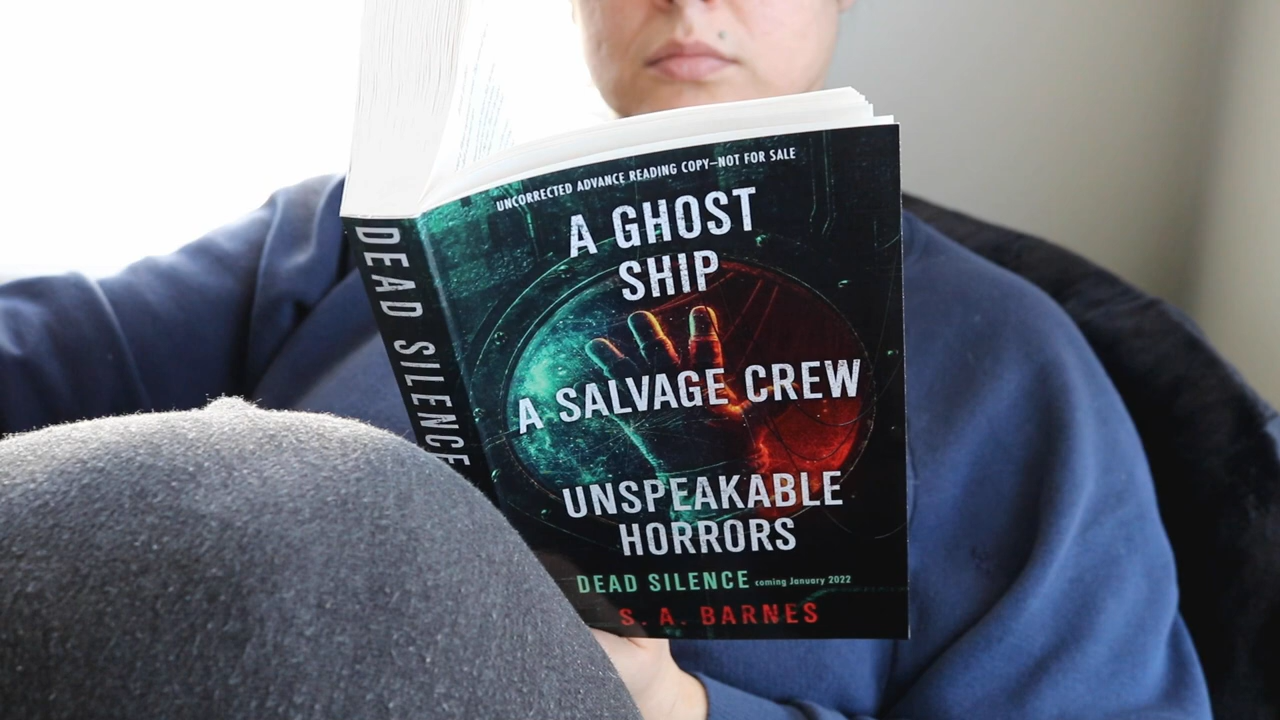 UNCORRECTED ADVANCE READING COPY–NOT FOR SALE
A GHOST
SHIP
A SALVAGE CREW
UNSPEAKABLE
HORRORS
DEAD SILENCE coming January 2022
S. A. BARNES
DEAD SILENCE